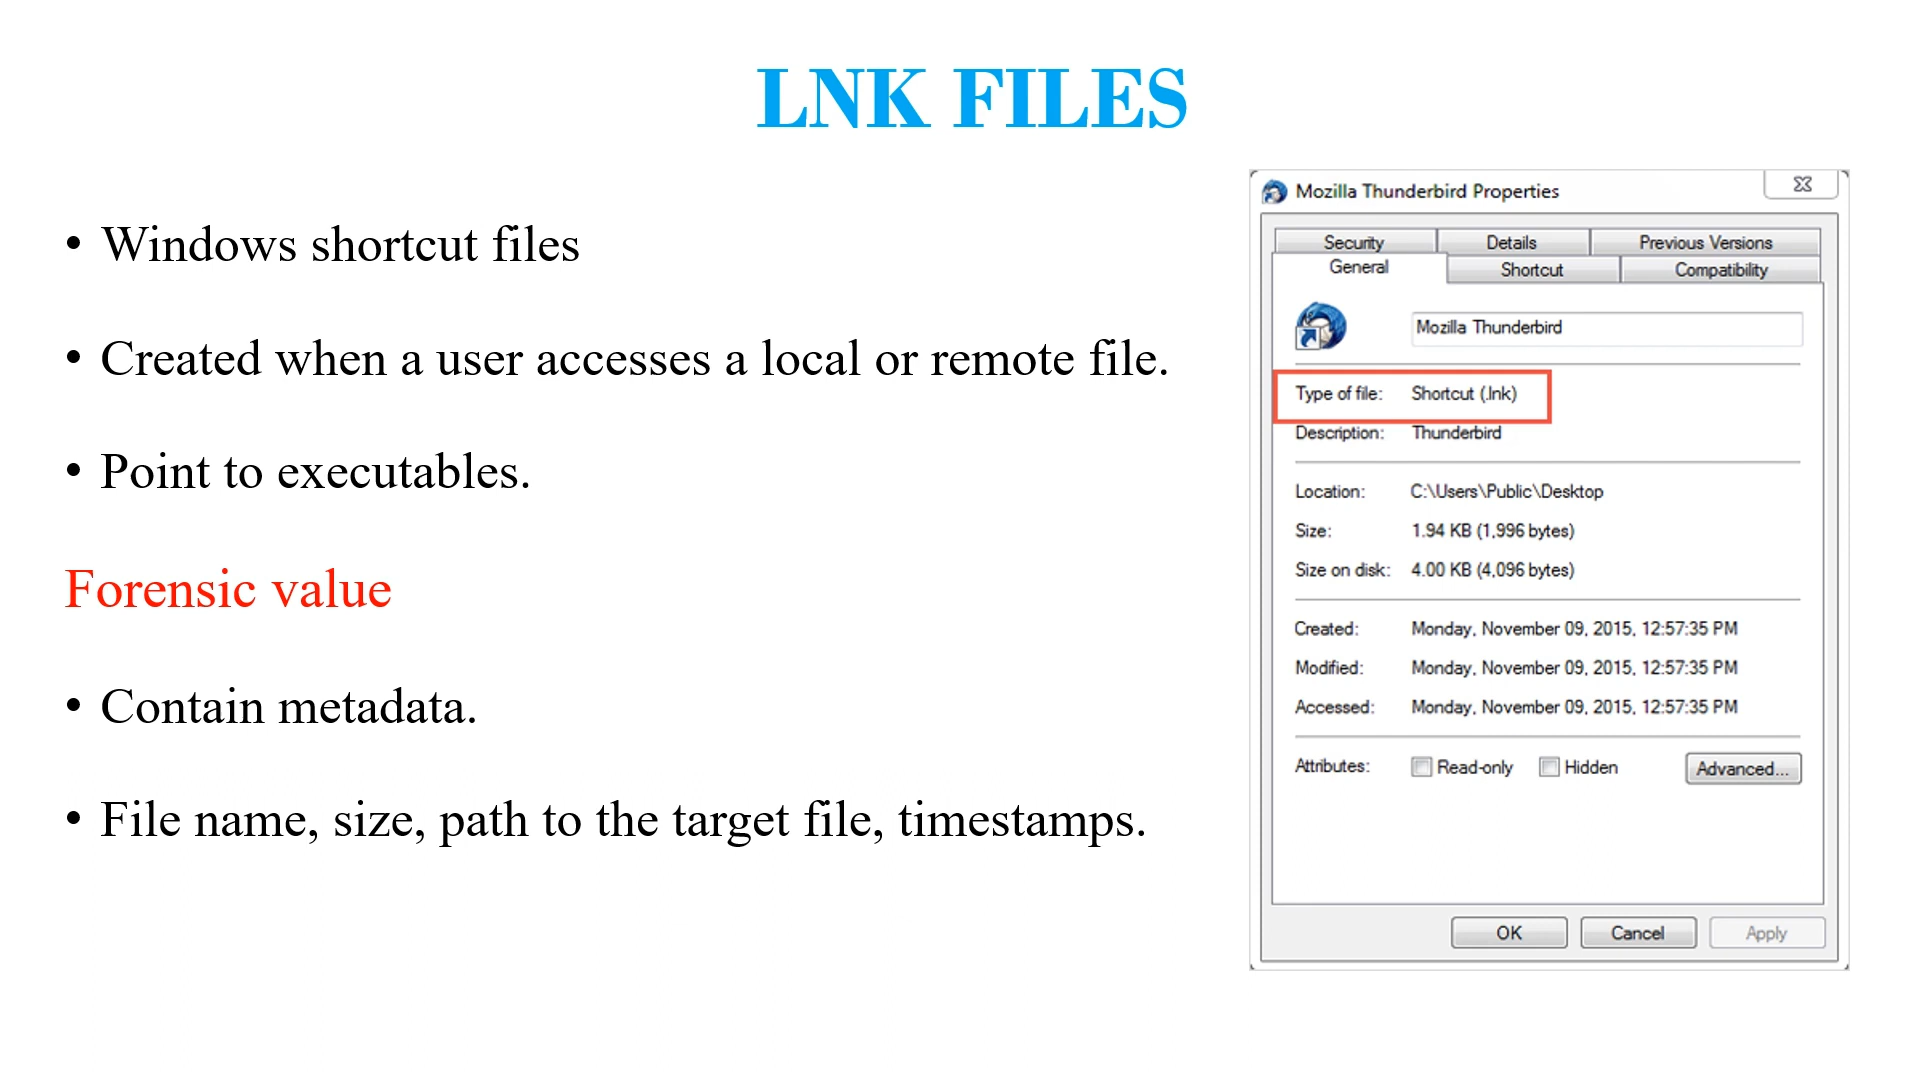 LNK FILES
• Windows shortcut files
• Created when a user accesses a local or remote file.
• Point to executables.
Forensic value
• Contain metadata.
• File name, size, path to the target file, timestamps.
Mozilla Thunderbird Properties
Security Details Previous Versions
General Shortcut Compatibility
Mozilla Thunderbird
Type of file: Shortcut (.lnk)
Description: Thunderbird
Location: C:\Users\Public\Desktop
Size: 1.94 KB (1,996 bytes)
Size on disk: 4.00 KB (4,096 bytes)
Created: Monday, November 09, 2015, 12:57:35 PM
Modified: Monday, November 09, 2015, 12:57:35 PM
Accessed: Monday, November 09, 2015, 12:57:35 PM
Attributes: Read-only Hidden Advanced...
OK Cancel Apply